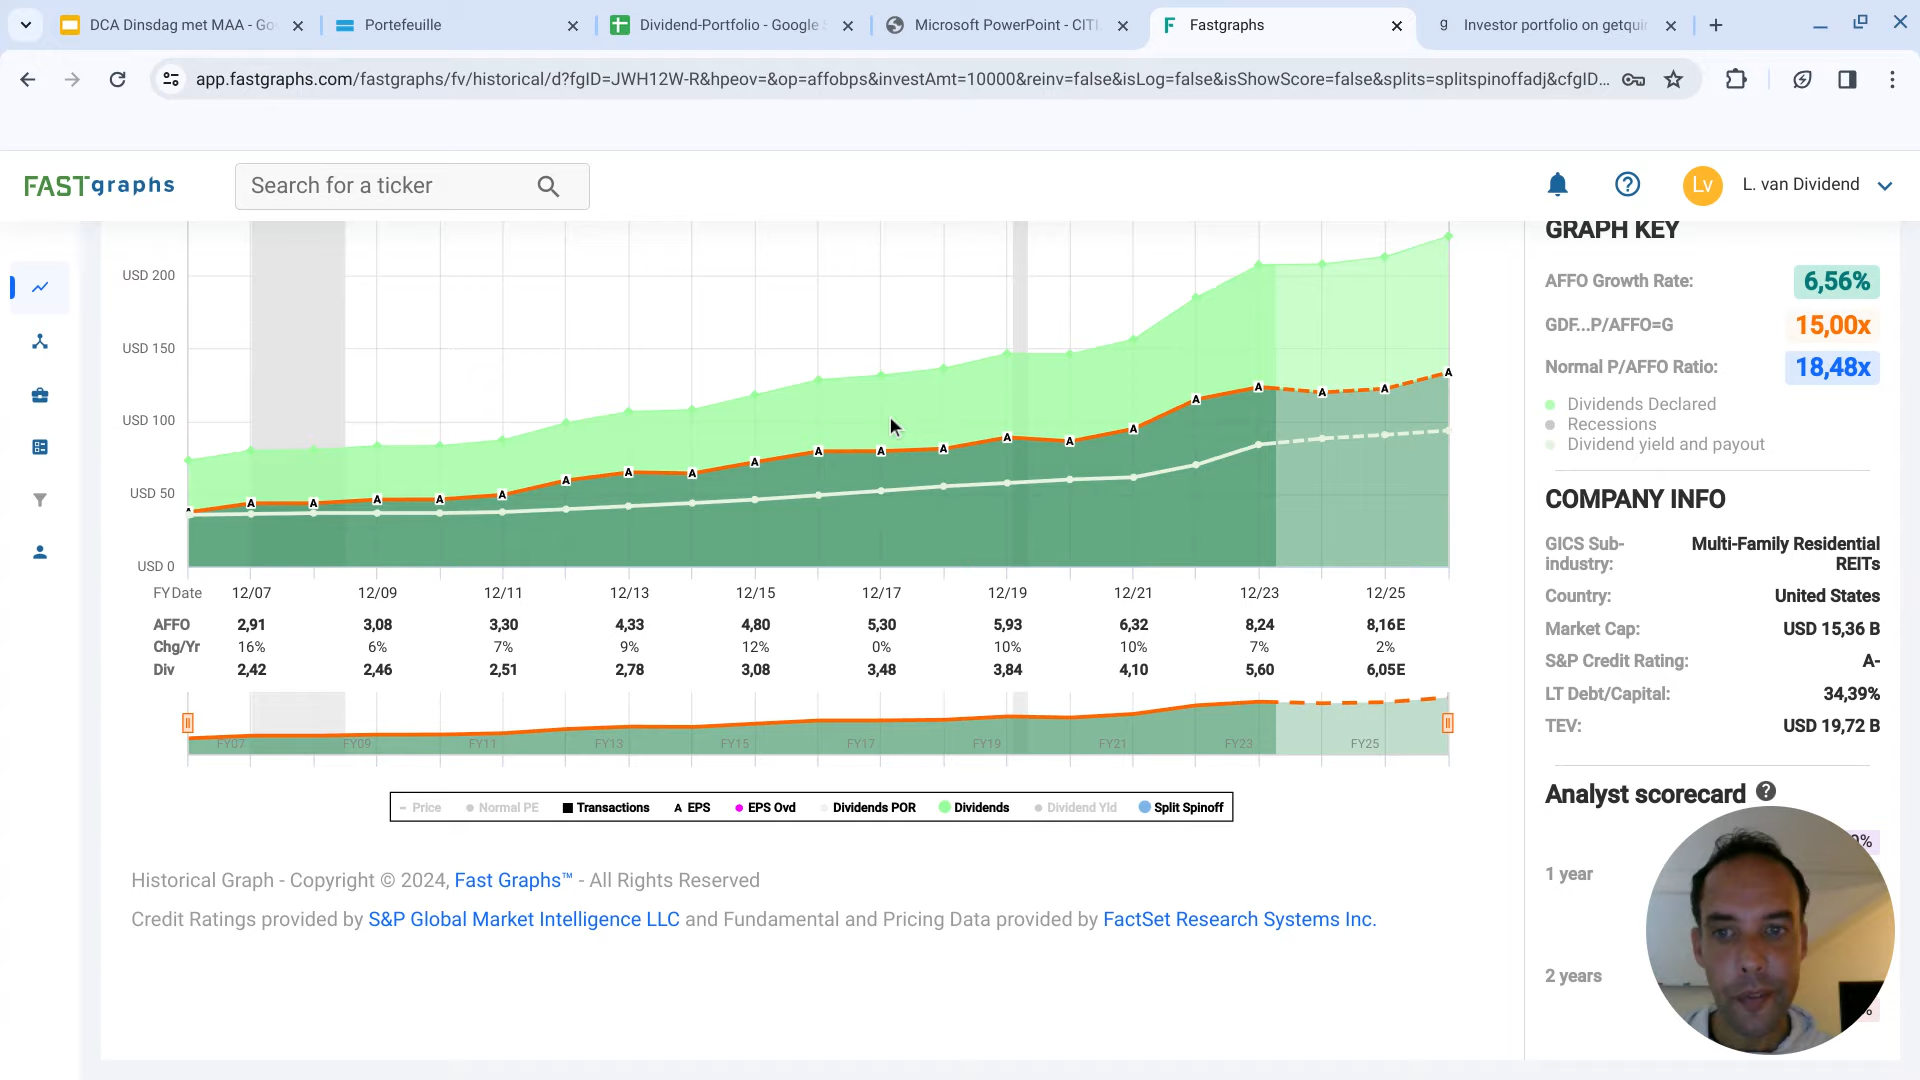 DCA Dinsdag met MAA - Go
Portefeuille
Dividend-Portfolio - Google S
Microsoft PowerPoint - CITI
Fastgraphs
Investor portfolio on getquin
app.fastgraphs.com/fastgraphs/fv/historical/d?fgID=JWH12W-R&hpeov=&op=affobps&investAmt=10000&reinv=false&isLog=false&isShowScore=false&splits=splitspinoffadj&cfgID...
FASTgraphs
Search for a ticker
Lv
L. van Dividend
USD 200
USD 150
USD 100
USD 50
USD 0
FYDate 12/07 12/09 12/11 12/13 12/15 12/17 12/19 12/21 12/23 12/25
AFFO 2,91 3,08 3,30 4,33 4,80 5,30 5,93 6,32 8,24 8,16E
Chg/Yr 16% 6% 7% 9% 12% 0% 10% 10% 7% 2%
Div 2,42 2,46 2,51 2,78 3,08 3,48 3,84 4,10 5,60 6,05E
FY07 FY09 FY11 FY13 FY15 FY17 FY19 FY21 FY23 FY25
Price Normal PE Transactions A EPS EPS Ovd Dividends POR Dividends Dividend Yld Split Spinoff
Historical Graph - Copyright © 2024, Fast Graphs™ - All Rights Reserved
Credit Ratings provided by S&P Global Market Intelligence LLC and Fundamental and Pricing Data provided by FactSet Research Systems Inc.
GRAPH KEY
AFFO Growth Rate: 6,56%
GDF...P/AFFO=G 15,00x
Normal P/AFFO Ratio: 18,48x
Dividends Declared
Recessions
Dividend yield and payout
COMPANY INFO
GICS Sub-industry: Multi-Family Residential REITs
Country: United States
Market Cap: USD 15,36 B
S&P Credit Rating: A-
LT Debt/Capital: 34,39%
TEV: USD 19,72 B
Analyst scorecard
1 year
2 years